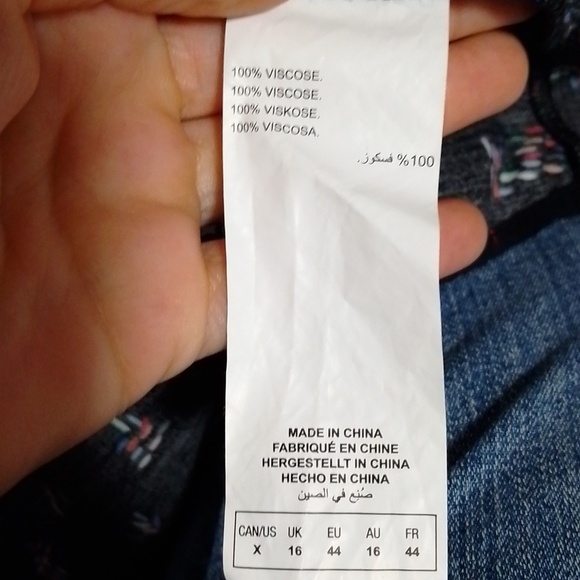 100% VISCOSE.
100% VISCOSE.
100% VISKOSE.
100% VISCOSA.
100% فسكوز.
MADE IN CHINA
FABRIQUÉ EN CHINE
HERGESTELLT IN CHINA
HECHO EN CHINA
صُنِع في الصين
CAN/US UK EU AU FR
X 16 44 16 44